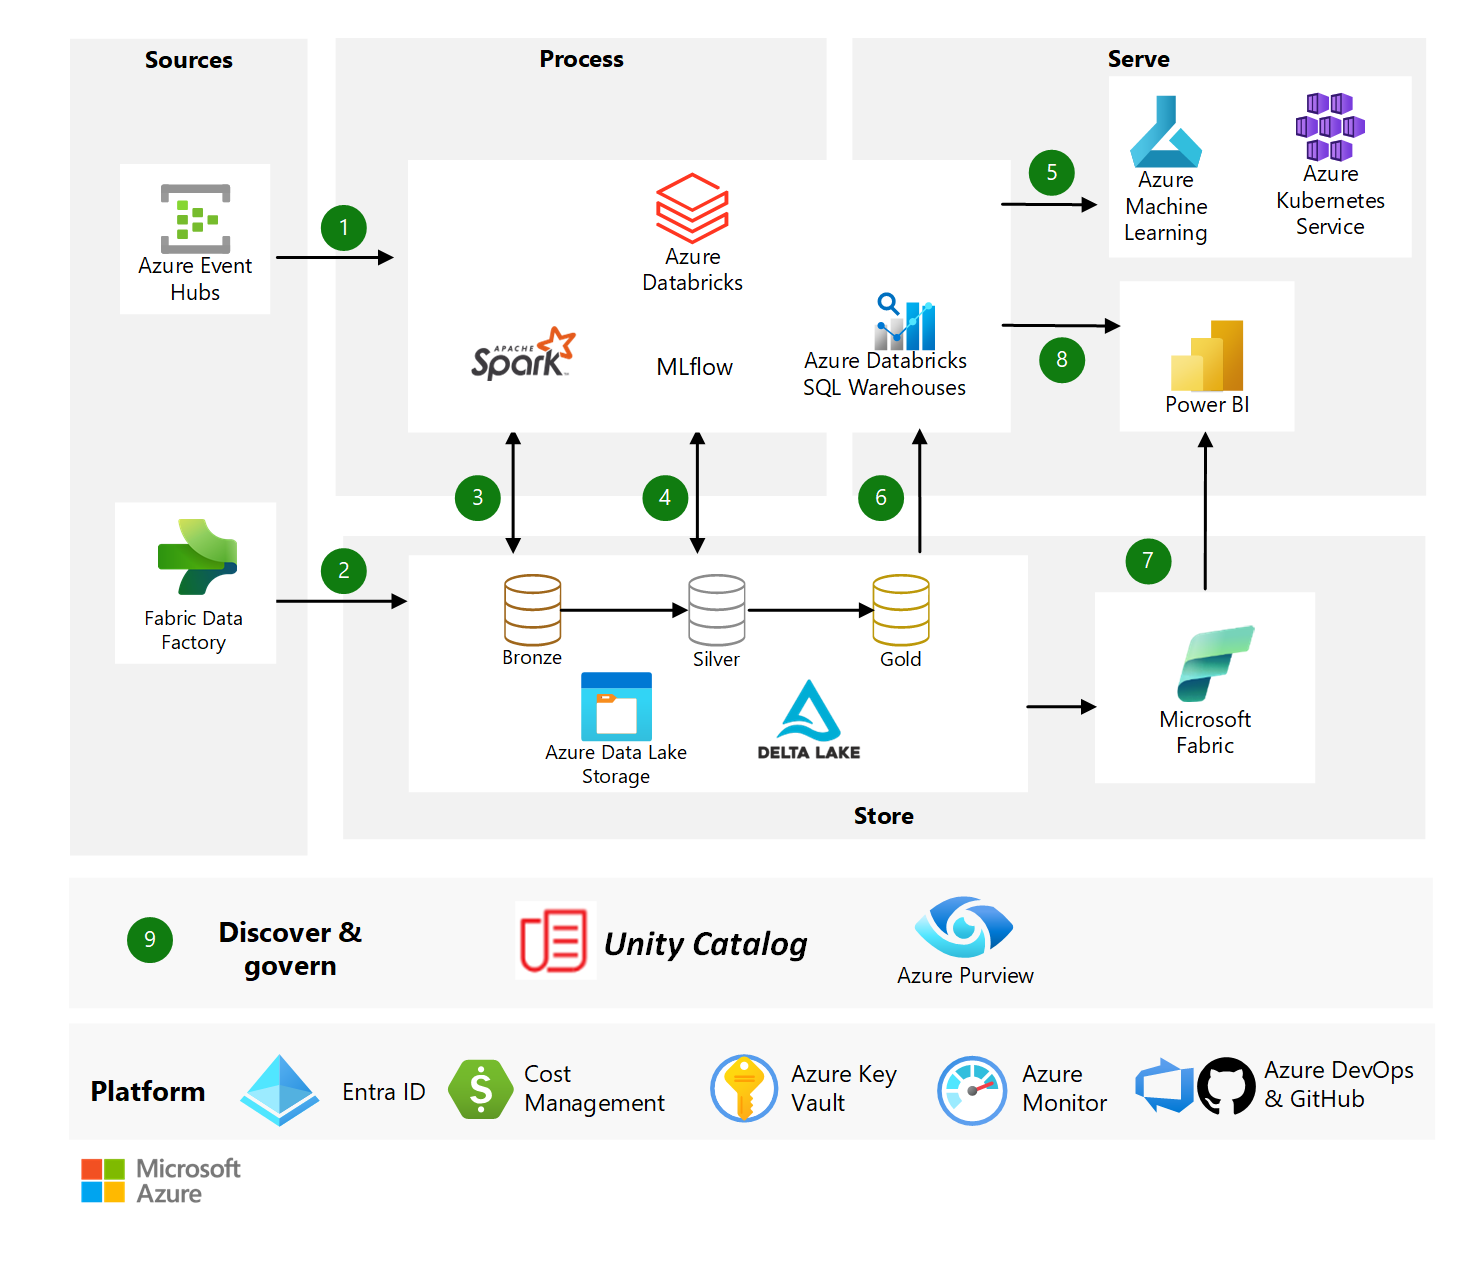 Sources
Process
Serve
Azure Event
Hubs
1
Azure
Databricks
APACHE
Spark
MLflow
Azure Databricks
SQL Warehouses
5
Azure
Machine
Learning
Azure
Kubernetes
Service
8
Power BI
3
4
6
7
Fabric Data
Factory
2
Bronze
Silver
Gold
Azure Data Lake
Storage
DELTA LAKE
Microsoft
Fabric
Store
9
Discover &
govern
Unity Catalog
Azure Purview
Platform
Entra ID
$
Cost
Management
Azure Key
Vault
Azure
Monitor
Azure DevOps
& GitHub
Microsoft
Azure